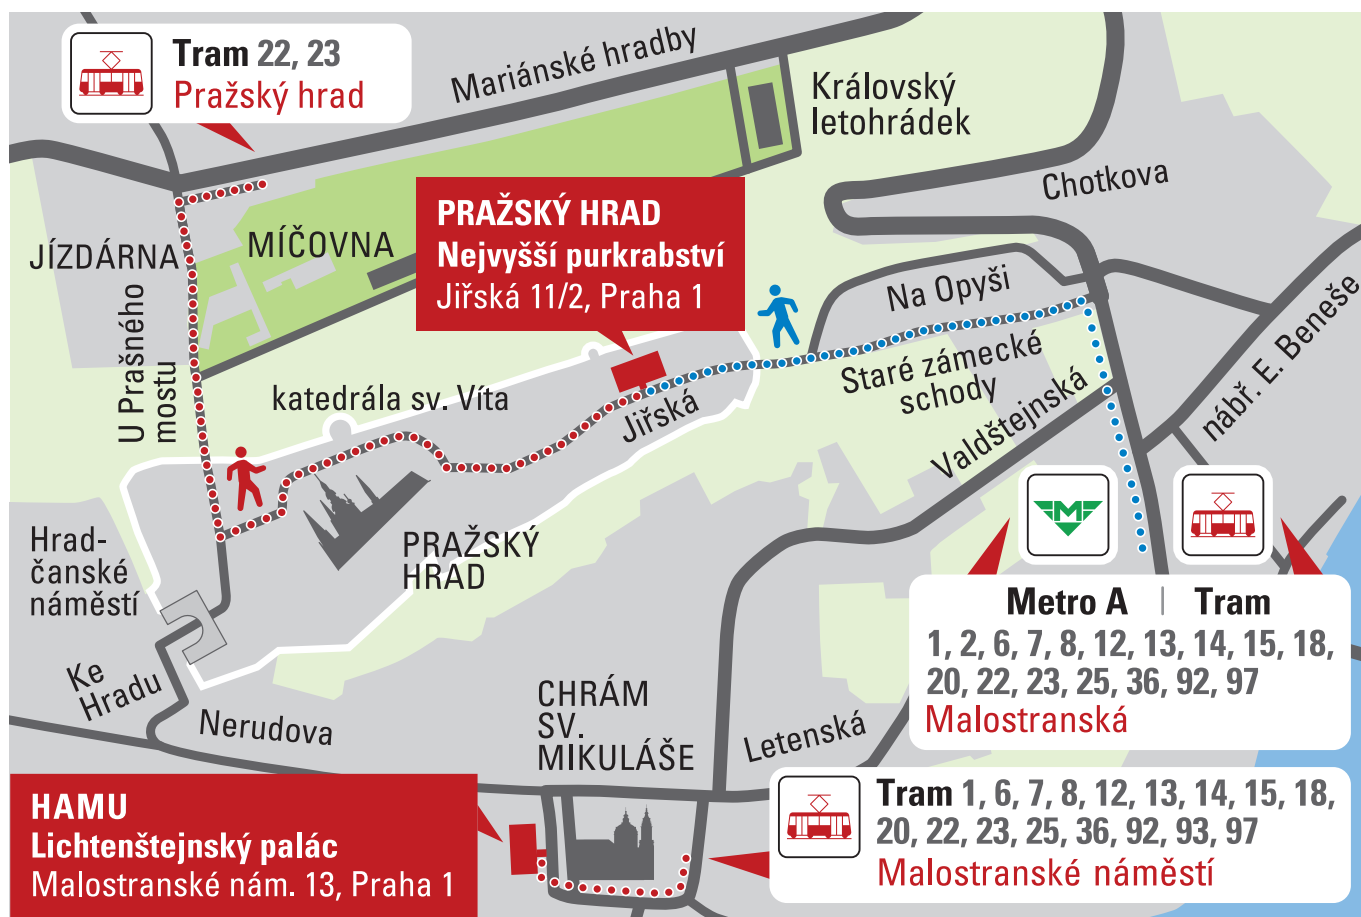 Tram 22, 23
Pražský hrad
Mariánské hradby
Královský
letohrádek
Chotkova
PRAŽSKÝ HRAD
Nejvyšší purkrabství
Jiřská 11/2, Praha 1
JÍZDÁRNA
MÍČOVNA
U Prašného
mostu
Na Opyši
nábř. E. Beneše
Staré zámecké
schody
katedrála sv. Víta
Jiřská
Valdštejnská
M
Hrad-
čanské
náměstí
PRAŽSKÝ
HRAD
Metro A | Tram
1, 2, 6, 7, 8, 12, 13, 14, 15, 18,
20, 22, 23, 25, 36, 92, 97
Malostranská
Ke
Hradu
Nerudova
CHRÁM
SV.
MIKULÁŠE
Letenská
HAMU
Lichtenštejnský palác
Malostranské nám. 13, Praha 1
Tram 1, 6, 7, 8, 12, 13, 14, 15, 18,
20, 22, 23, 25, 36, 92, 93, 97
Malostranské náměstí